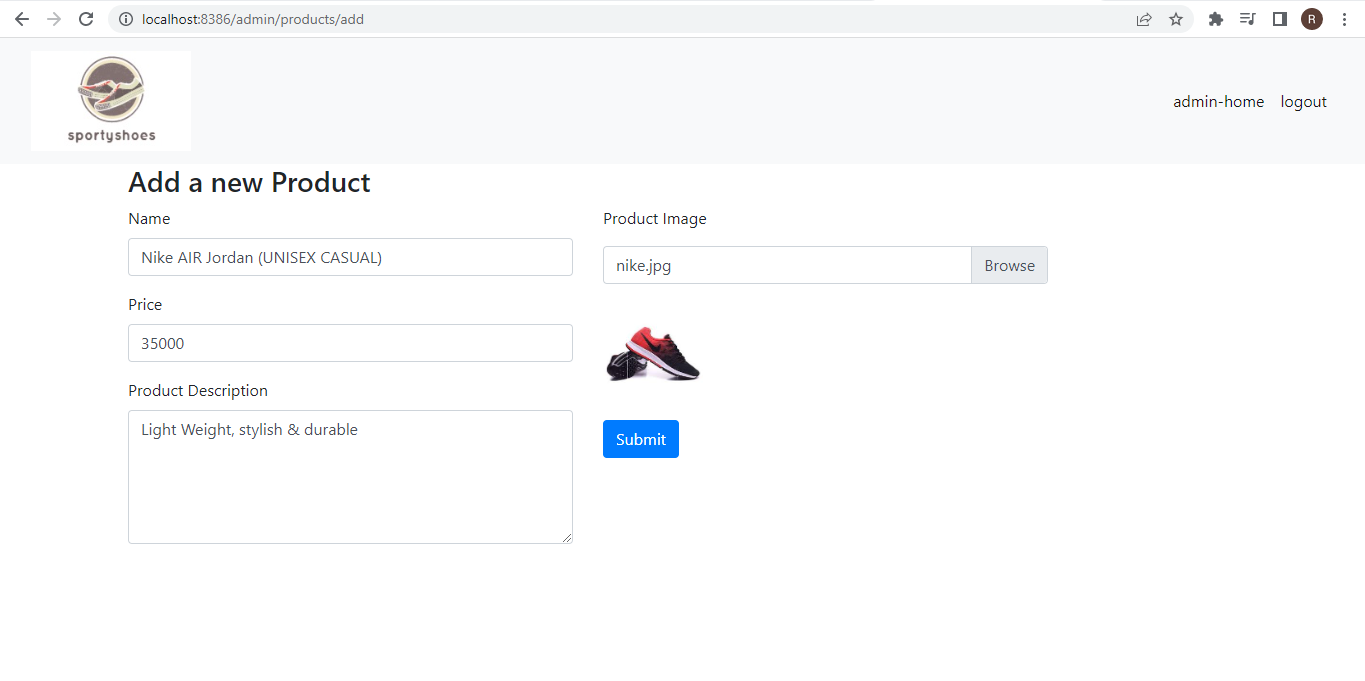 localhost:8386/admin/products/add
R
sportyshoes
admin-home
logout
Add a new Product
Name
Nike AIR Jordan (UNISEX CASUAL)
Price
35000
Product Description
Light Weight, stylish & durable
Product Image
nike.jpg
Browse
Submit